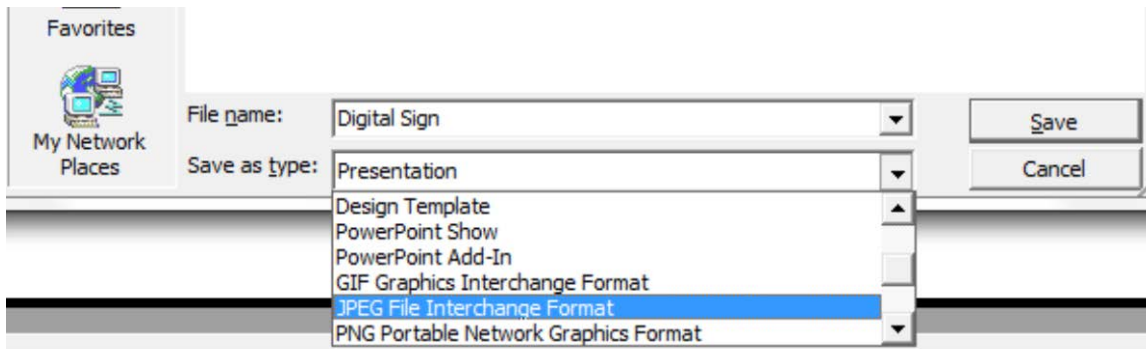 Favorites
My Network
Places
File name:
Digital Sign
Save
Save as type:
Presentation
Cancel
Design Template
PowerPoint Show
PowerPoint Add-In
GIF Graphics Interchange Format
JPEG File Interchange Format
PNG Portable Network Graphics Format